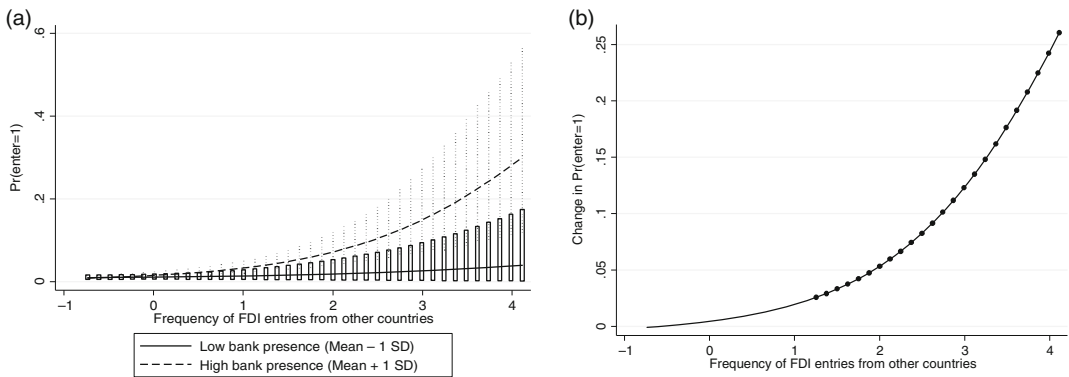 (a)
Pr(enter=1)
.6
.4
.2
0
−1 0 1 2 3 4
Frequency of FDI entries from other countries
Low bank presence (Mean − 1 SD)
High bank presence (Mean + 1 SD)
(b)
Change in Pr(enter=1)
.25
.2
.15
.1
.05
0
−1 0 1 2 3 4
Frequency of FDI entries from other countries